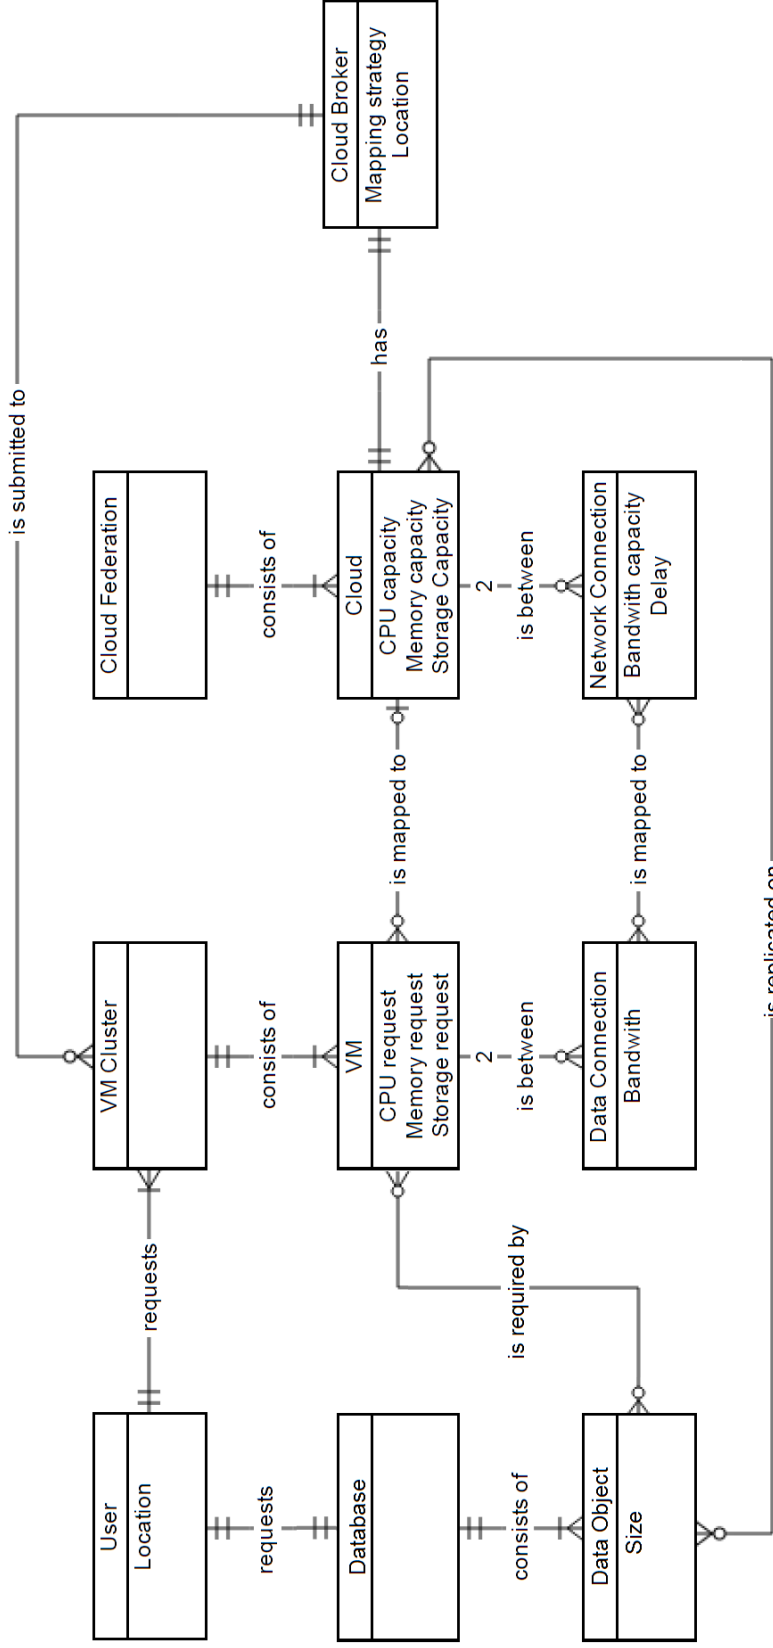 is submitted to
User
Location
requests
VM Cluster
Cloud Federation
requests
consists of
consists of
Database
VM
CPU request
Memory request
Storage request
is mapped to
Cloud
CPU capacity
Memory capacity
Storage Capacity
has
Cloud Broker
Mapping strategy
Location
consists of
is required by
2
is between
2
is between
Data Object
Size
Data Connection
Bandwith
is mapped to
Network Connection
Bandwith capacity
Delay
is replicated on